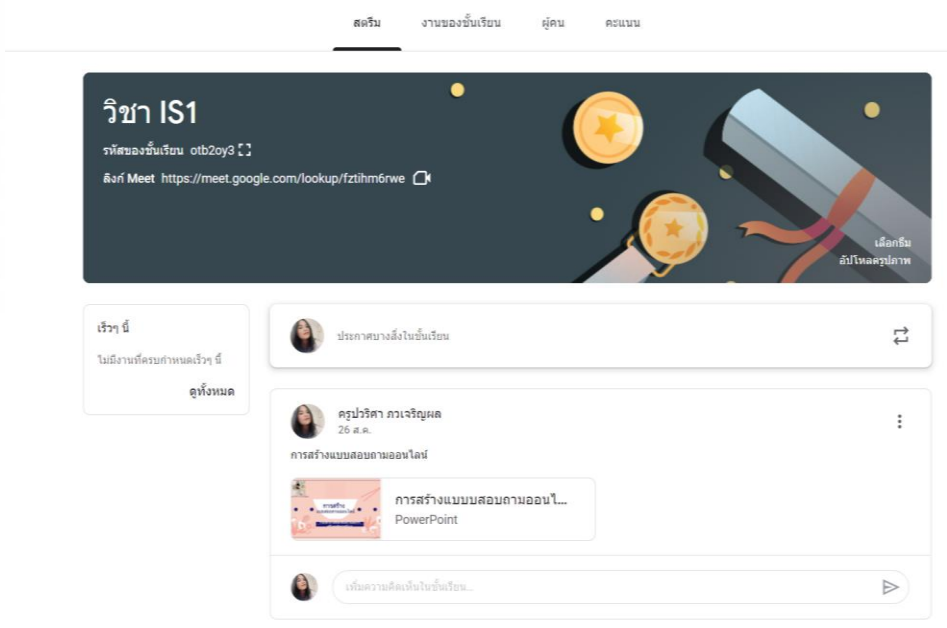 สตรีม
งานของชั้นเรียน
ผู้คน
คะแนน
วิชา IS1
รหัสของชั้นเรียน otb2oy3
ลิงก์ Meet https://meet.google.com/lookup/fztihm6rwe
เลือกธีม
อัปโหลดรูปภาพ
เร็วๆ นี้
ไม่มีงานที่ครบกำหนดเร็วๆ นี้
ดูทั้งหมด
ประกาศบางสิ่งในชั้นเรียน
ครูปวริศา ภวเจริญผล
26 ส.ค.
การสร้างแบบสอบถามออนไลน์
การสร้าง
การสร้างแบบบสอบถามออนไ...
PowerPoint
เพิ่มความคิดเห็นในชั้นเรียน...